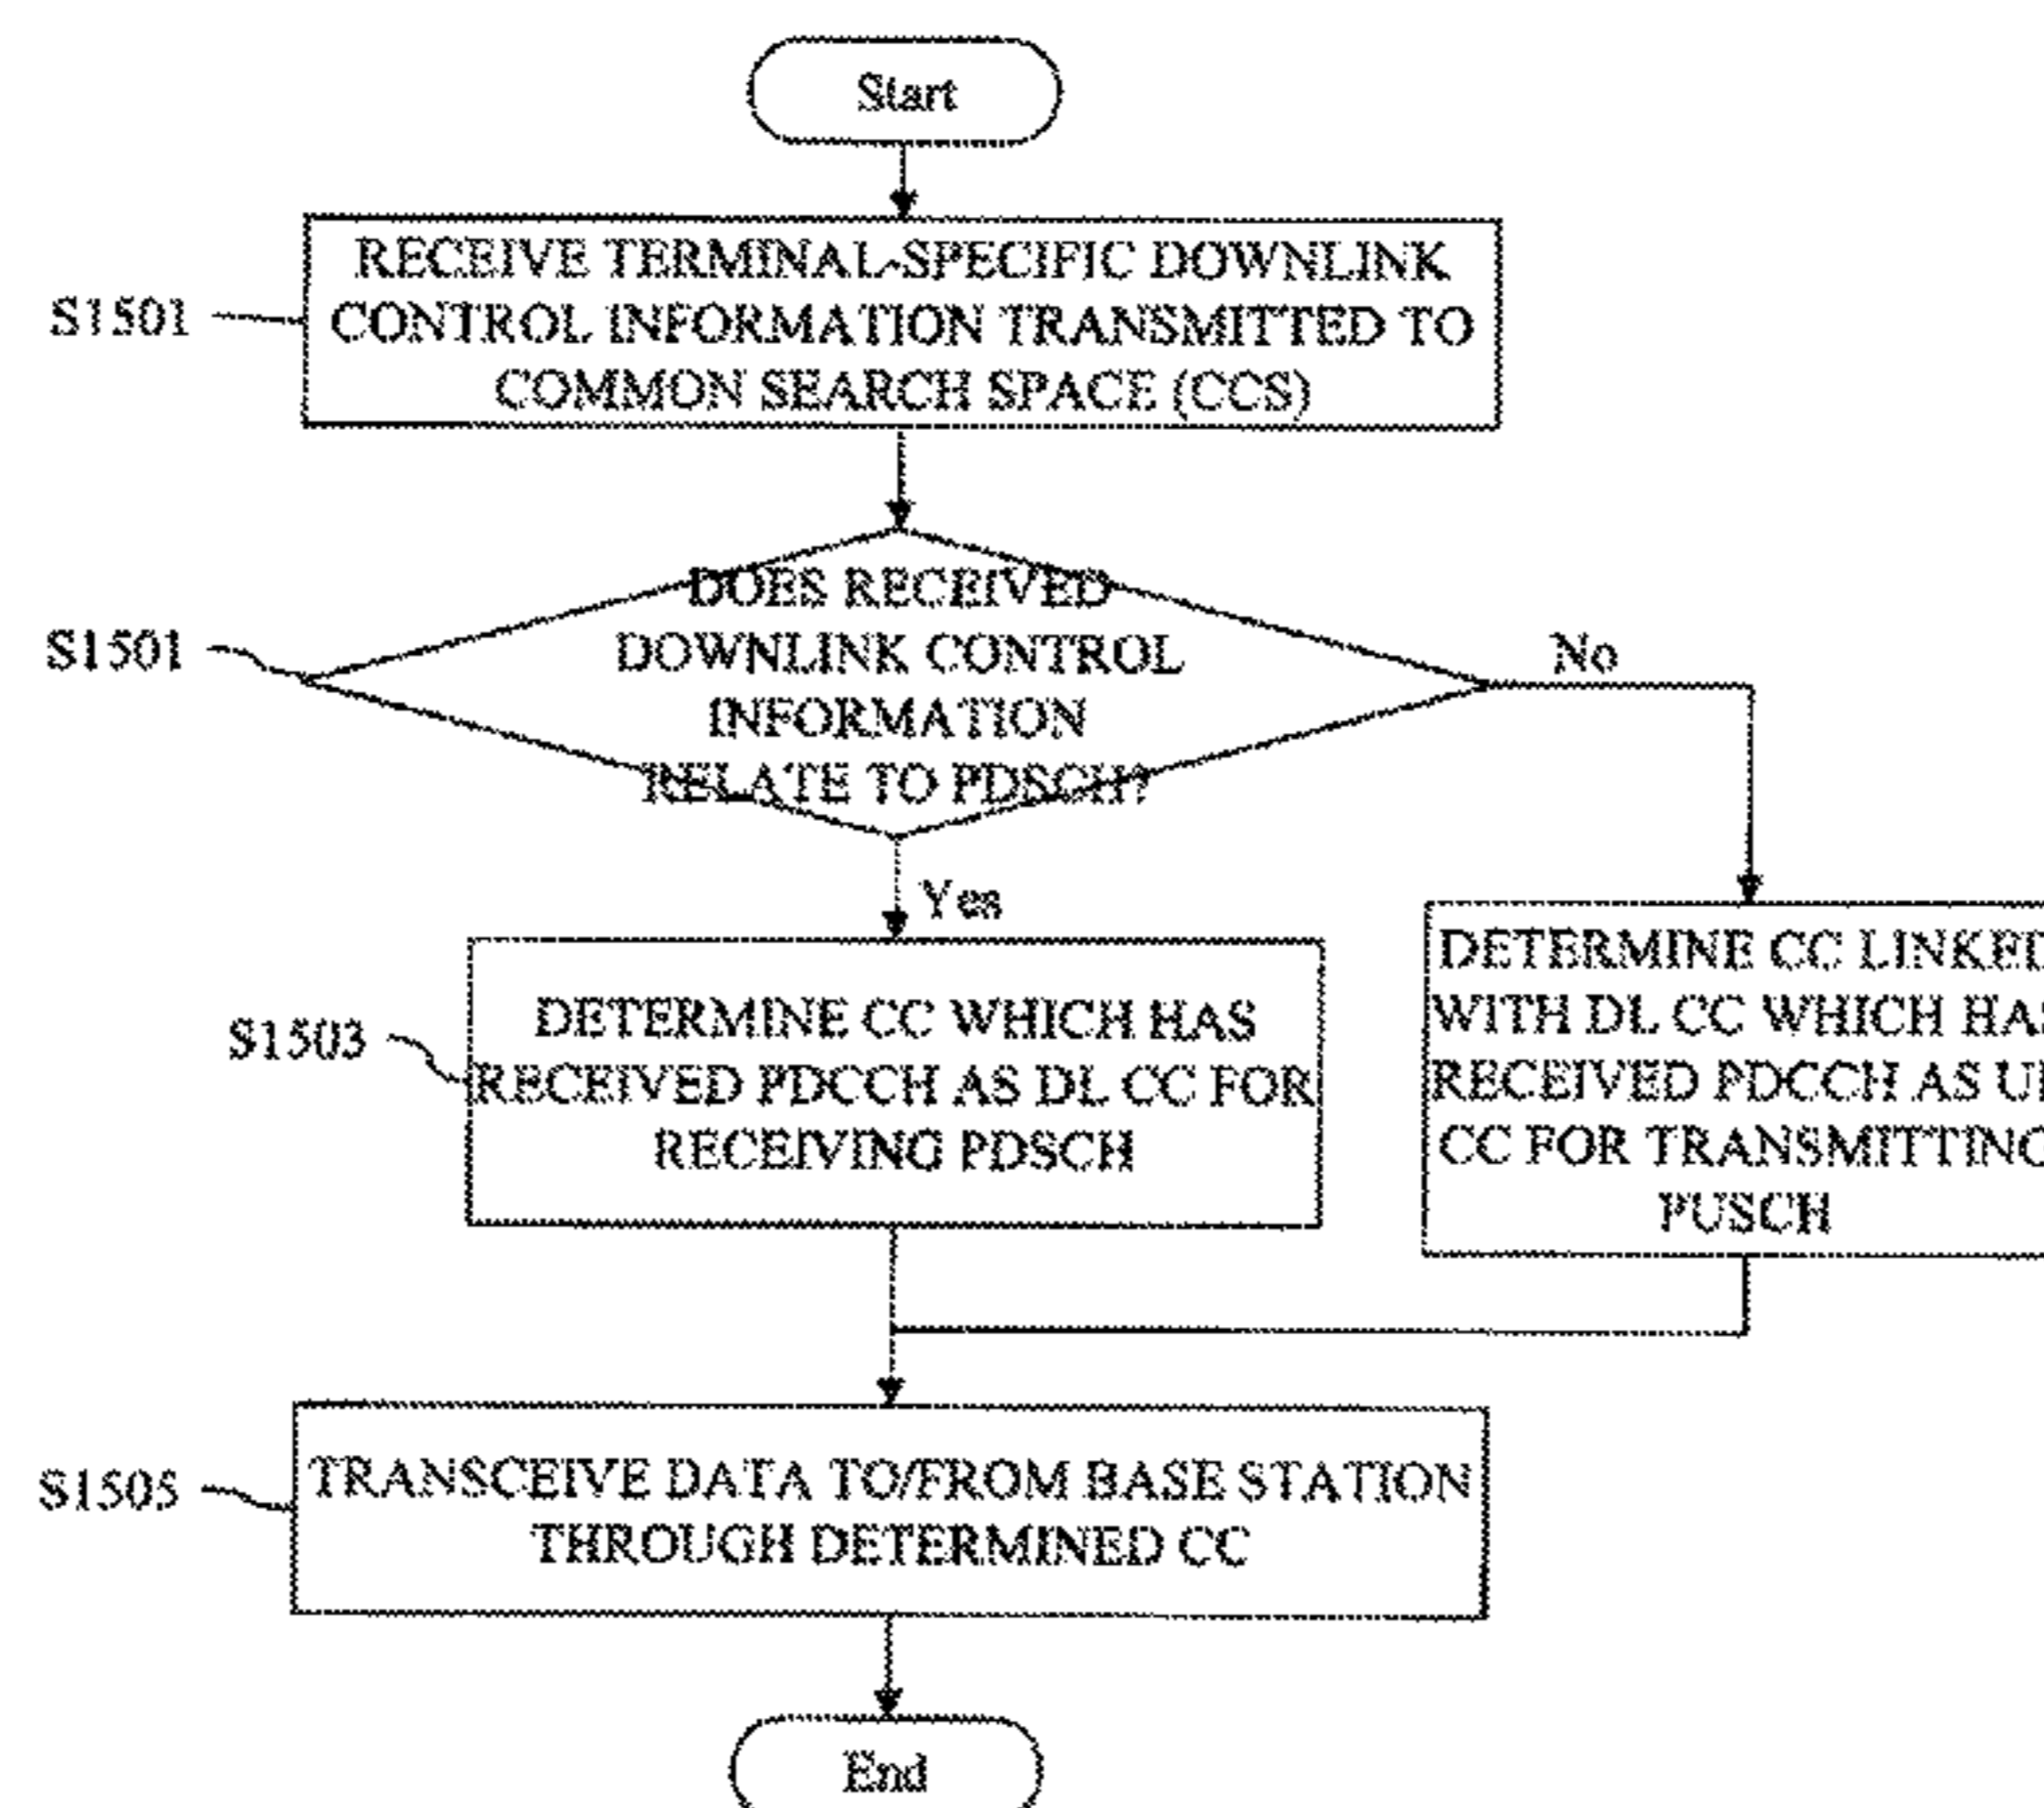 Start
S1501
RECEIVE TERMINAL-SPECIFIC DOWNLINK
CONTROL INFORMATION TRANSMITTED TO
COMMON SEARCH SPACE (CCS)
S1501
DOES RECEIVED
DOWNLINK CONTROL
INFORMATION
RELATE TO PDSCH?
No
Yes
S1503
DETERMINE CC WHICH HAS
RECEIVED PDCCH AS DL CC FOR
RECEIVING PDSCH
DETERMINE CC LINKED
WITH DL CC WHICH HAS
RECEIVED PDCCH AS
CC FOR TRANSMITTING
PUSCH
S1505
TRANSCEIVE DATA TO/FROM BASE STATION
THROUGH DETERMINED CC
End